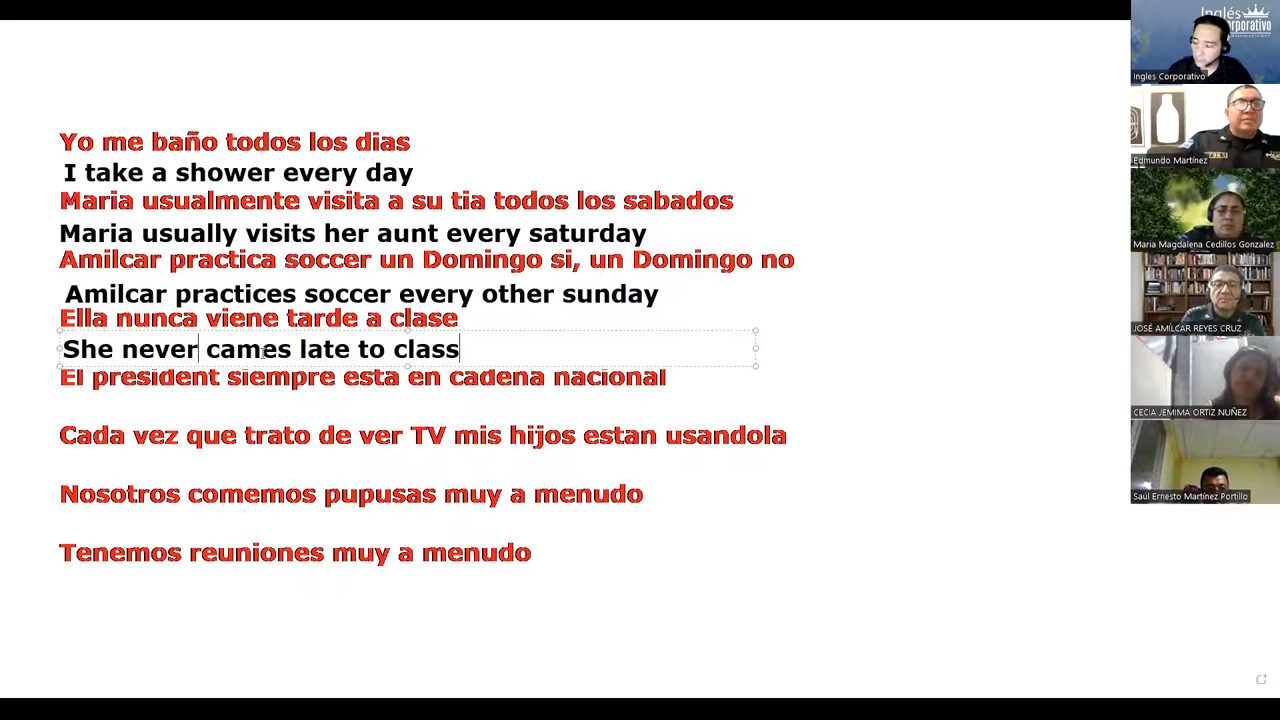 Yo me baño todos los dias
I take a shower every day
Maria usualmente visita a su tia todos los sabados
Maria usually visits her aunt every saturday
Amilcar practica soccer un Domingo si, un Domingo no
Amilcar practices soccer every other sunday
Ella nunca viene tarde a clase
She never cames late to class
El president siempre esta en cadena nacional
Cada vez que trato de ver TV mis hijos estan usandola
Nosotros comemos pupusas muy a menudo
Tenemos reuniones muy a menudo
Inglés
Corporativo
Ingles Corporativo
Edmundo Martínez
Maria Magdalena Cedillos Gonzalez
JOSÉ AMÍLCAR REYES CRUZ
CECIA JEMIMA ORTIZ NUÑEZ
Saúl Ernesto Martínez Portillo